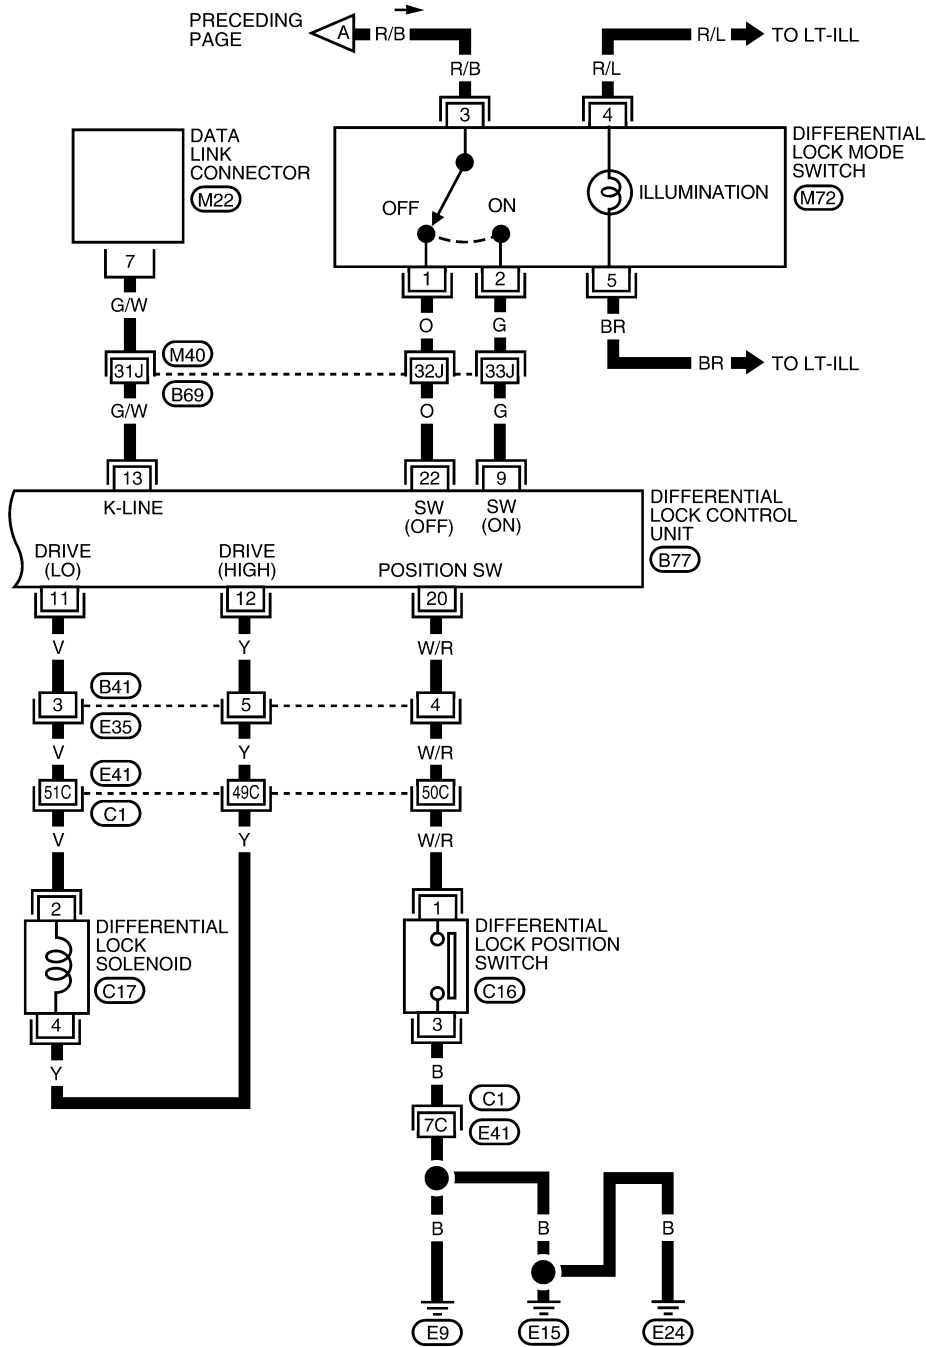 PRECEDING
PAGE
A
R/B
R/B
R/L
TO LT-ILL
R/L
3
4
DATA
LINK
CONNECTOR
M22
DIFFERENTIAL
LOCK MODE
SWITCH
M72
OFF
ON
ILLUMINATION
7
1
2
5
G/W
O
G
BR
BR
TO LT-ILL
31J
M40
B69
32J
33J
G/W
O
G
13
22
9
K-LINE
SW
(OFF)
SW
(ON)
DIFFERENTIAL
LOCK CONTROL
UNIT
B77
DRIVE
(LO)
DRIVE
(HIGH)
POSITION SW
11
12
20
V
Y
W/R
3
B41
E35
5
4
V
Y
W/R
51C
E41
C1
49C
50C
V
Y
W/R
2
1
DIFFERENTIAL
LOCK
SOLENOID
C17
DIFFERENTIAL
LOCK POSITION
SWITCH
C16
4
3
Y
B
7C
C1
E41
B
B
B
E9
E15
E24